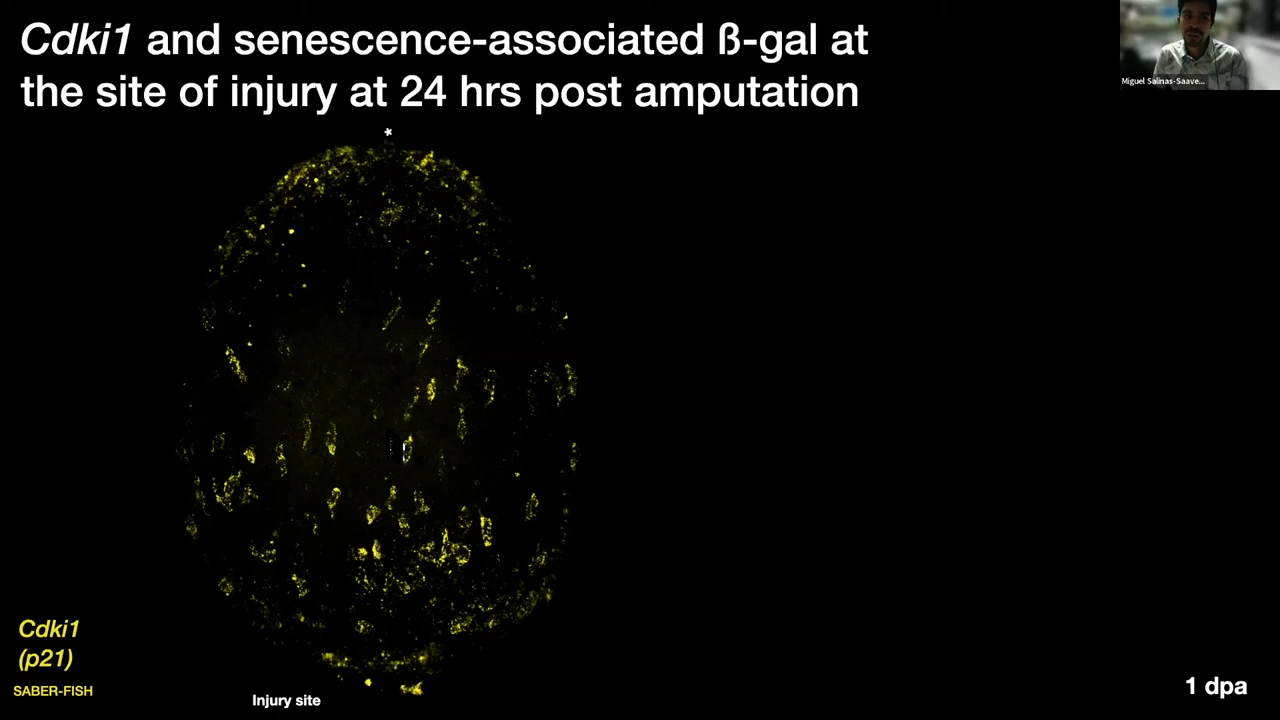 Cdki1 and senescence-associated ß-gal at
the site of injury at 24 hrs post amputation
Miguel Salinas-Saave...
*
Cdki1
(p21)
SABER-FISH
Injury site
1 dpa